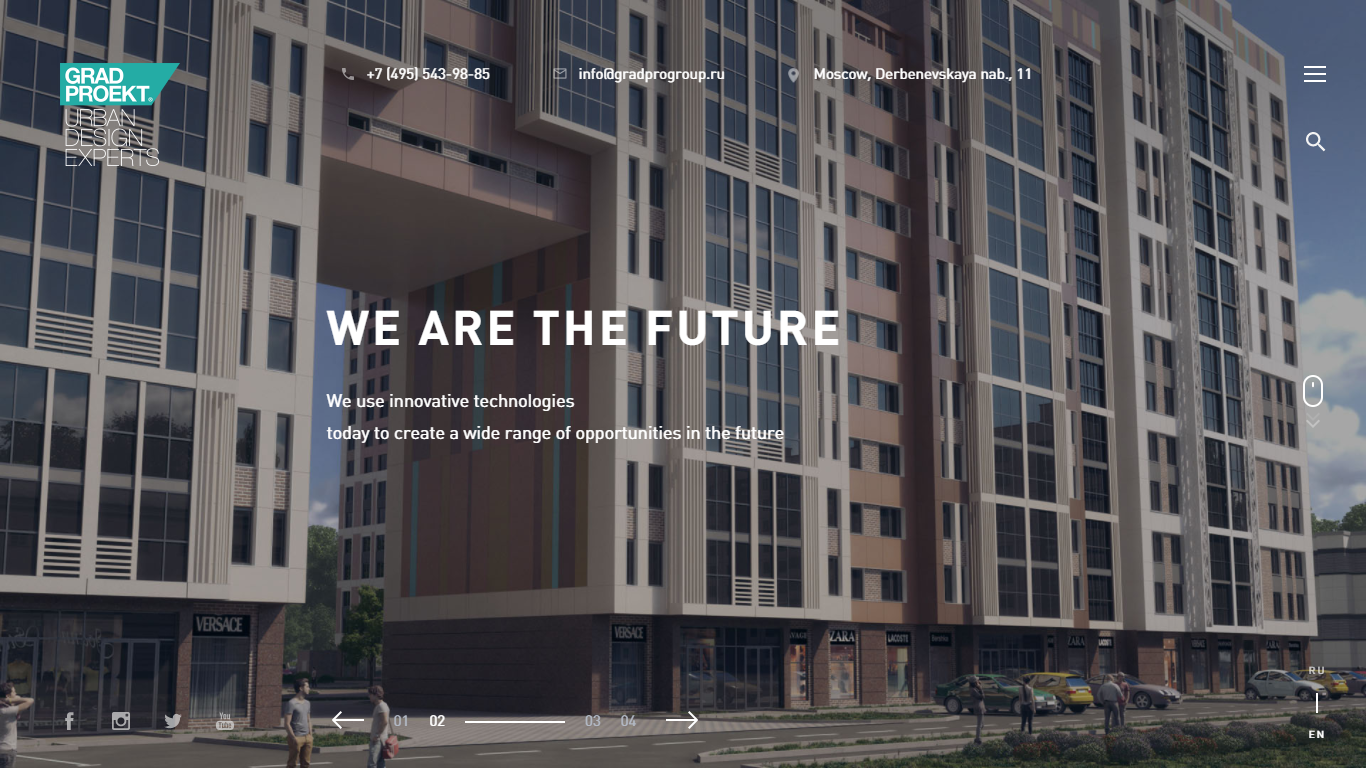 GRAD
PROEKT®
URBAN
DESIGN
EXPERTS
+7 (495) 543-98-85
info@gradprogroup.ru
Moscow, Derbenevskaya nab., 11
WE ARE THE FUTURE
We use innovative technologies
today to create a wide range of opportunities in the future
VERSACE
VERSACE
ZARA
LACOSTE
ZARA
LACOSTE
You
Tube
01
02
03
04
RU
EN